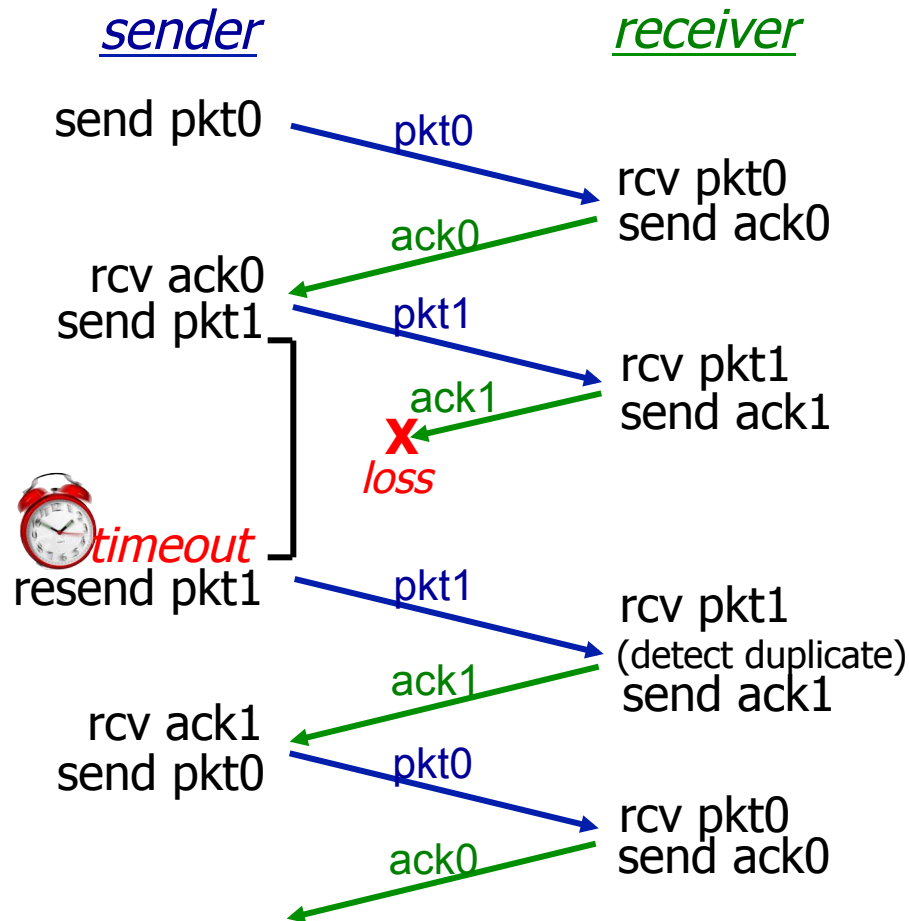 sender
receiver
send pkt0
pkt0
rcv pkt0
send ack0
ack0
rcv ack0
send pkt1
pkt1
rcv pkt1
send ack1
ack1
X
loss
timeout
resend pkt1
pkt1
rcv pkt1
(detect duplicate)
send ack1
ack1
rcv ack1
send pkt0
pkt0
rcv pkt0
send ack0
ack0